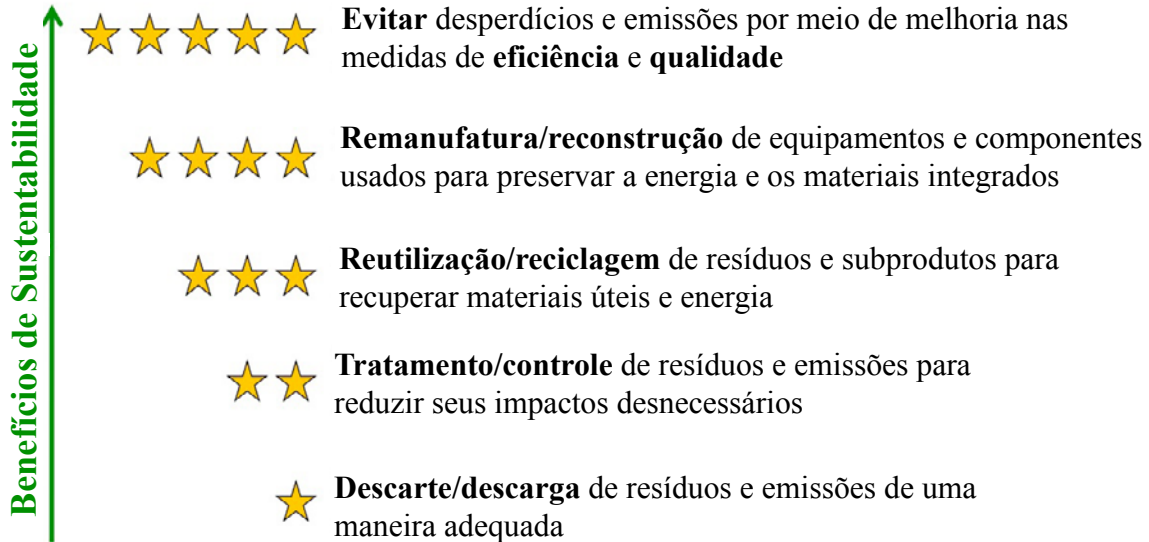 Benefícios de Sustentabilidade
Evitar desperdícios e emissões por meio de melhoria nas
medidas de eficiência e qualidade
Remanufatura/reconstrução de equipamentos e componentes
usados para preservar a energia e os materiais integrados
Reutilização/reciclagem de resíduos e subprodutos para
recuperar materiais úteis e energia
Tratamento/controle de resíduos e emissões para
reduzir seus impactos desnecessários
Descarte/descarga de resíduos e emissões de uma
maneira adequada